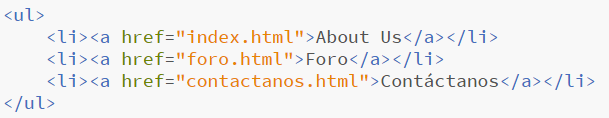 <ul>
    <li><a href="index.html">About Us</a></li>
    <li><a href="foro.html">Foro</a></li>
    <li><a href="contactanos.html">Contáctanos</a></li>
</ul>